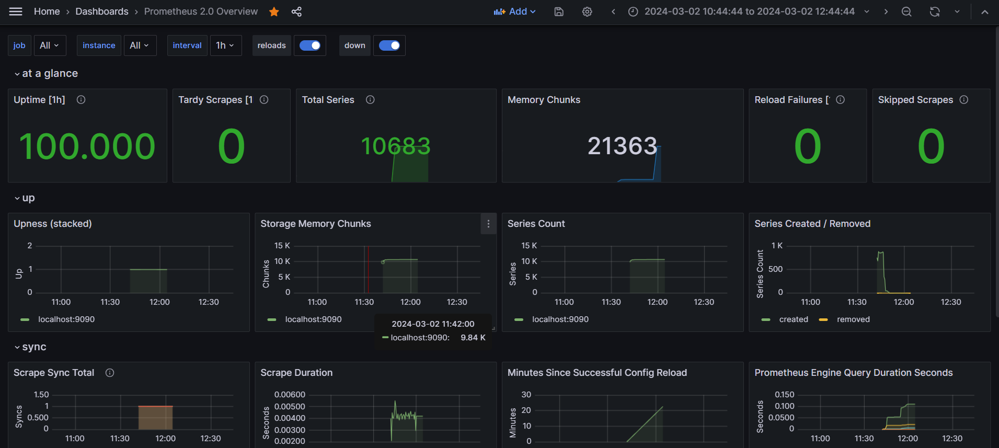 Home › Dashboards › Prometheus 2.0 Overview
Add
2024-03-02 10:44:44 to 2024-03-02 12:44:44
job All instance All interval 1h reloads down
at a glance
Uptime [1h]
100.000
Tardy Scrapes [1
0
Total Series
10683
Memory Chunks
21363
Reload Failures [
0
Skipped Scrapes
0
up
Upness (stacked)
Up
2
1
0
11:00 11:30 12:00 12:30
localhost:9090
Storage Memory Chunks
Chunks
15 K
10 K
5 K
0
11:00 11:30 12:00 12:30
localhost:9090
2024-03-02 11:42:00
localhost:9090: 9.84 K
Series Count
Series
15 K
10 K
5 K
0
11:00 11:30 12:00 12:30
localhost:9090
Series Created / Removed
Series Count
1 K
500
0
11:00 11:30 12:00 12:30
created removed
sync
Scrape Sync Total
Syncs
1.50
1
0.500
0
11:00 11:30 12:00 12:30
Scrape Duration
Seconds
0.00600
0.00500
0.00400
0.00300
0.00200
Minutes Since Successful Config Reload
Minutes
30
20
10
0
Prometheus Engine Query Duration Seconds
Seconds
0.150
0.100
0.0500
0
11:00 11:30 12:00 12:30